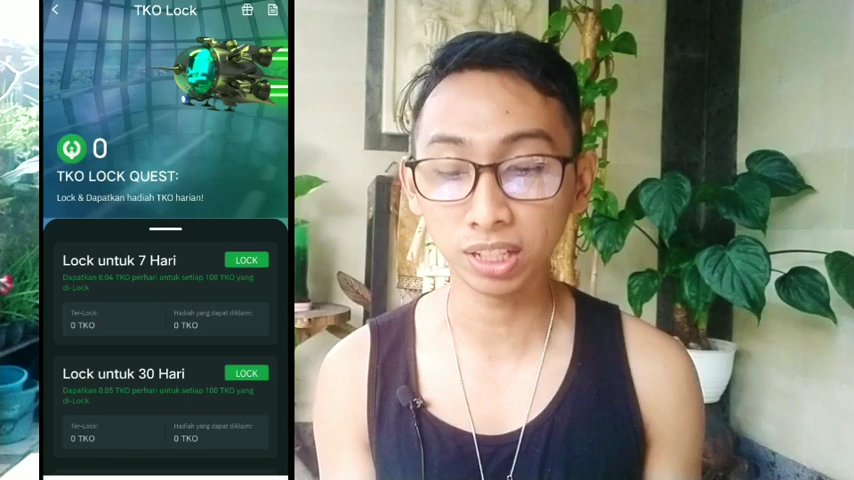 TKO Lock
0
TKO LOCK QUEST:
Lock & Dapatkan hadiah TKO harian!
Lock untuk 7 Hari
LOCK
Dapatkan 0.04 TKO perhari untuk setiap 100 TKO yang
di-Lock
Ter-Lock:
Hadiah yang dapat diklaim:
0 TKO
0 TKO
Lock untuk 30 Hari
LOCK
Dapatkan 0.05 TKO perhari untuk setiap 100 TKO yang
di-Lock
Ter-Lock:
Hadiah yang dapat diklaim:
0 TKO
0 TKO